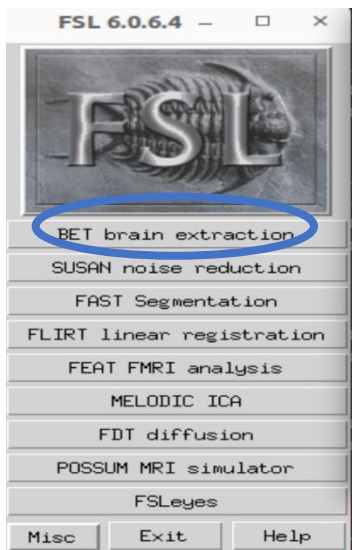 FSL 6.0.6.4
FSL
BET brain extraction
SUSAN noise reduction
FAST Segmentation
FLIRT linear registration
FEAT FMRI analysis
MELODIC ICA
FDT diffusion
POSSUM MRI simulator
FSLeyes
Misc Exit Help